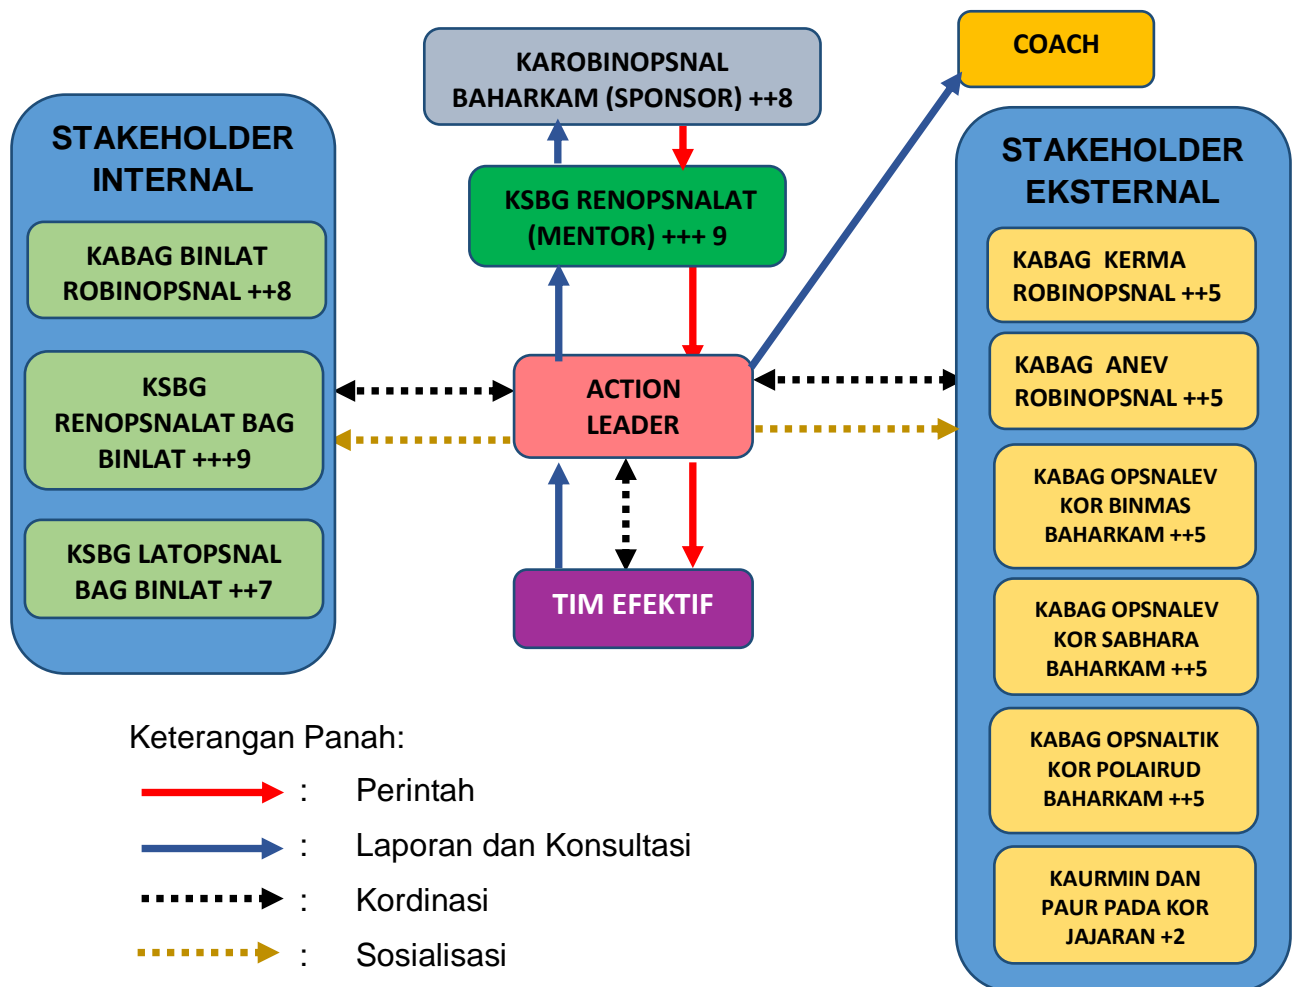 COACH
KAROBINOPSNAL
BAHARKAM (SPONSOR) ++8
KSBG RENOPSNALAT
(MENTOR) +++ 9
STAKEHOLDER
INTERNAL
KABAG BINLAT
ROBINOPSNAL ++8
KSBG
RENOPSNALAT BAG
BINLAT +++9
KSBG LATOPSNAL
BAG BINLAT ++7
ACTION
LEADER
TIM EFEKTIF
STAKEHOLDER
EKSTERNAL
KABAG KERMA
ROBINOPSNAL ++5
KABAG ANEV
ROBINOPSNAL ++5
KABAG OPSNALEV
KOR BINMAS
BAHARKAM ++5
KABAG OPSNALEV
KOR SABHARA
BAHARKAM ++5
KABAG OPSNALTIK
KOR POLAIRUD
BAHARKAM ++5
KAURMIN DAN
PAUR PADA KOR
JAJARAN +2
Keterangan Panah:
: Perintah
: Laporan dan Konsultasi
: Kordinasi
: Sosialisasi